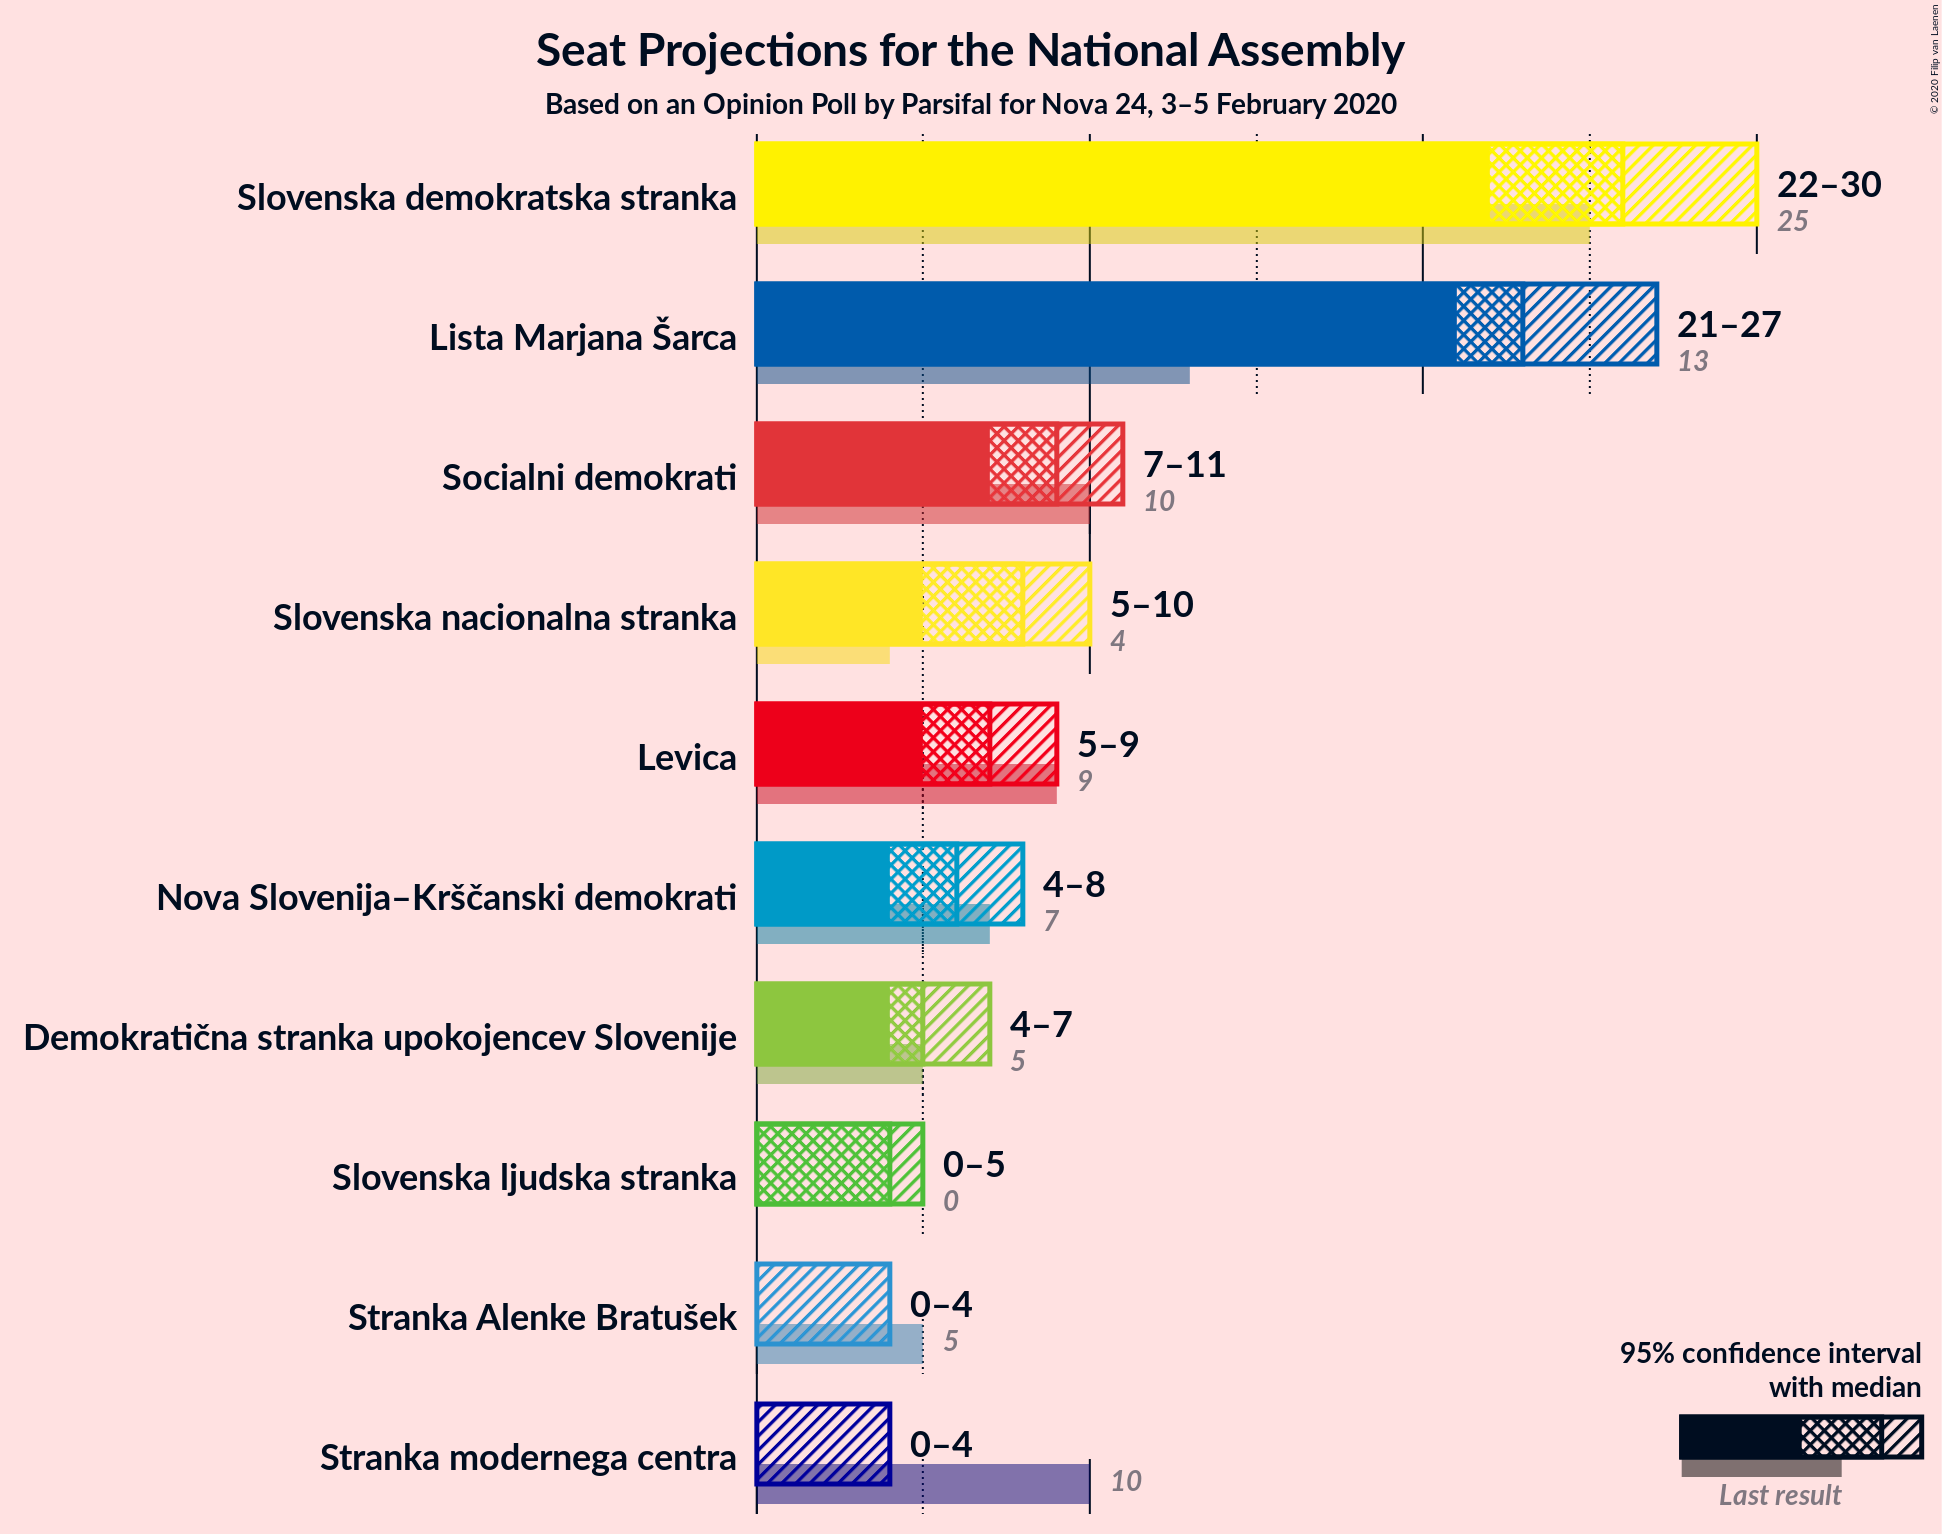 Seat Projections for the National Assembly
Based on an Opinion Poll by Parsifal for Nova 24, 3–5 February 2020
© 2020 Filip van Laenen
Slovenska demokratska stranka
22–30
25
Lista Marjana Šarca
21–27
13
Socialni demokrati
7–11
10
Slovenska nacionalna stranka
5–10
4
Levica
5–9
9
Nova Slovenija–Krščanski demokrati
4–8
7
Demokratična stranka upokojencev Slovenije
4–7
5
Slovenska ljudska stranka
0–5
0
Stranka Alenke Bratušek
0–4
5
Stranka modernega centra
0–4
10
95% confidence interval
with median
Last result